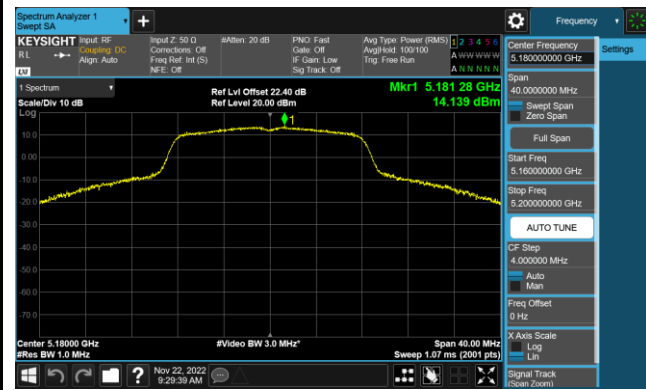 Spectrum Analyzer 1
Swept SA
Frequency
KEYSIGHT
RL
Input: RF
Coupling: DC
Align: Auto
Input Z: 50 Ω
Corrections: Off
Freq Ref: Int (S)
NFE: Off
#Atten: 20 dB
PNO: Fast
Gate: Off
IF Gain: Low
Sig Track: Off
Avg Type: Power (RMS)
Avg|Hold: 100/100
Trig: Free Run
1 2 3 4 5 6
A W W W W W
A N N N N N
1 Spectrum
Scale/Div 10 dB
Log
Ref Lvl Offset 22.40 dB
Ref Level 20.00 dBm
Mkr1 5.181 28 GHz
14.139 dBm
1
10.0
0.00
-10.0
-20.0
-30.0
-40.0
-50.0
-60.0
-70.0
Center 5.18000 GHz
#Res BW 1.0 MHz
#Video BW 3.0 MHz*
Span 40.00 MHz
Sweep 1.07 ms (2001 pts)
Nov 22, 2022
9:29:39 AM
Center Frequency
5.180000000 GHz
Settings
Span
40.0000000 MHz
Swept Span
Zero Span
Full Span
Start Freq
5.160000000 GHz
Stop Freq
5.200000000 GHz
AUTO TUNE
CF Step
4.000000 MHz
Auto
Man
Freq Offset
0 Hz
X Axis Scale
Log
Lin
Signal Track
(Span Zoom)